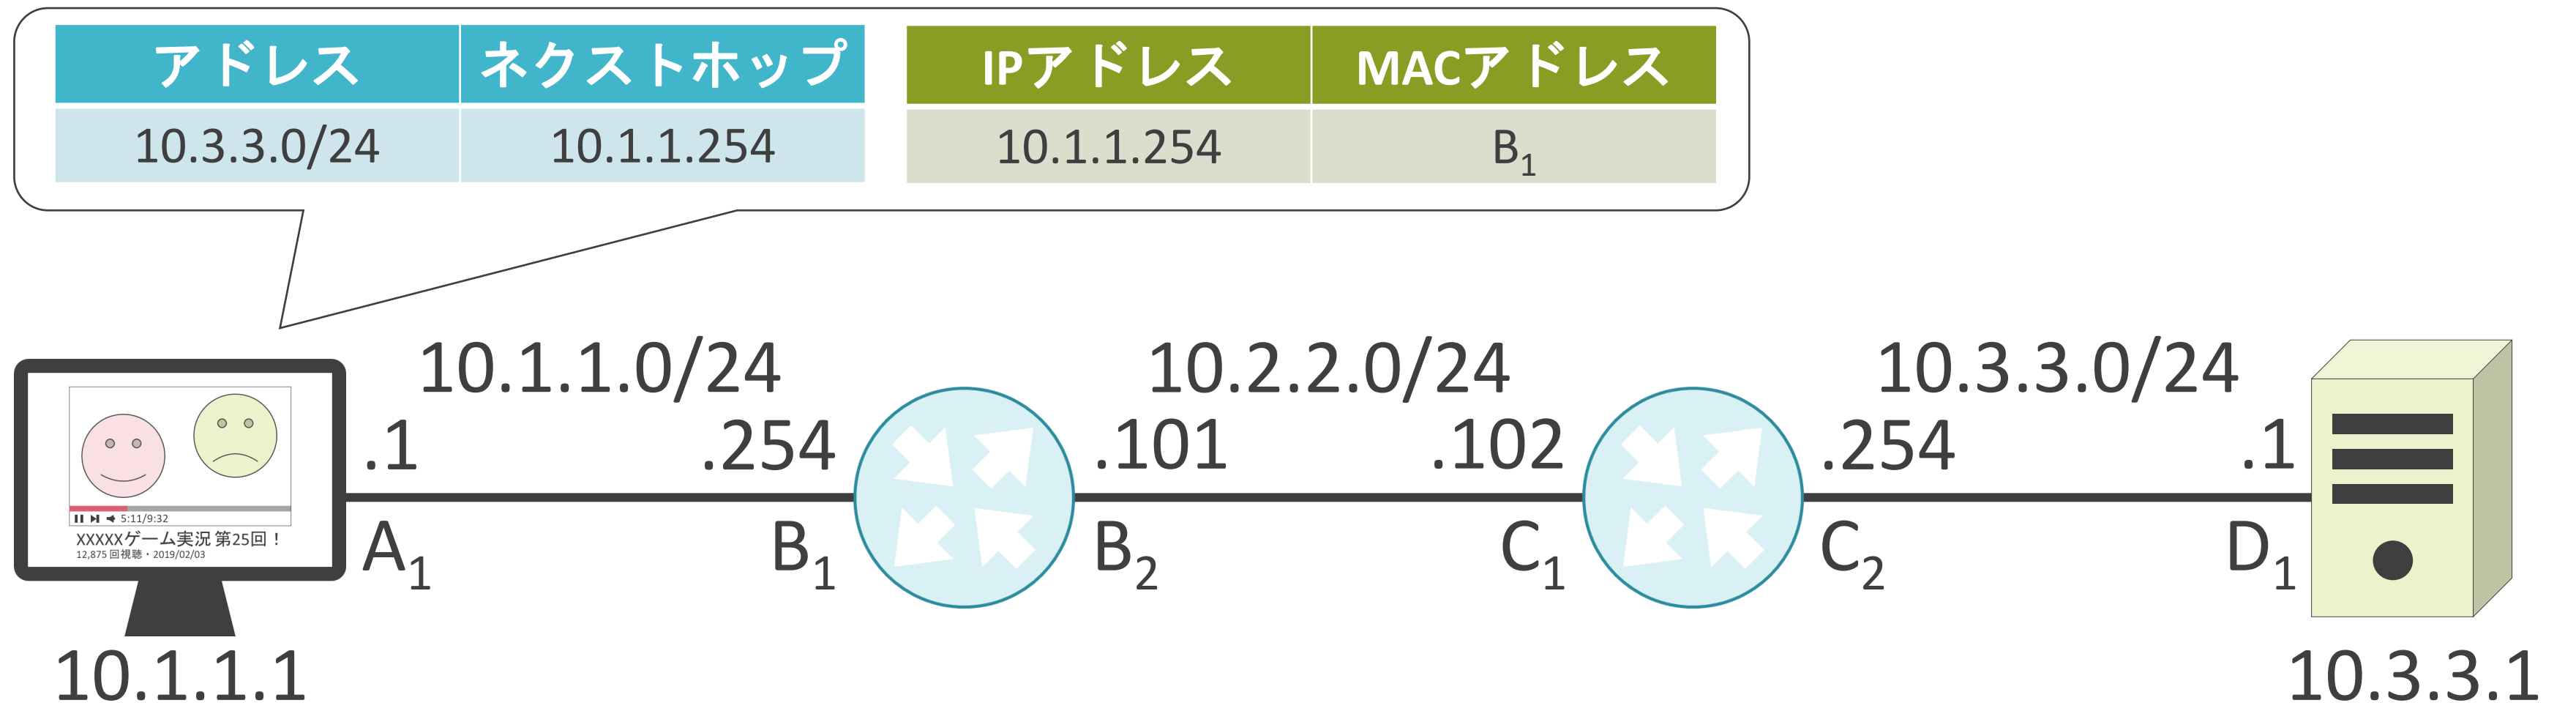 アドレス ネクストホップ IPアドレス MACアドレス
10.3.3.0/24 10.1.1.254 10.1.1.254 B1
10.1.1.0/24 10.2.2.0/24 10.3.3.0/24
.1 .254 .101 .102 .254 .1
A1 B1 B2 C1 C2 D1
5:11/9:32
XXXXXゲーム実況 第25回！
12,875 回視聴・2019/02/03
10.1.1.1 10.3.3.1